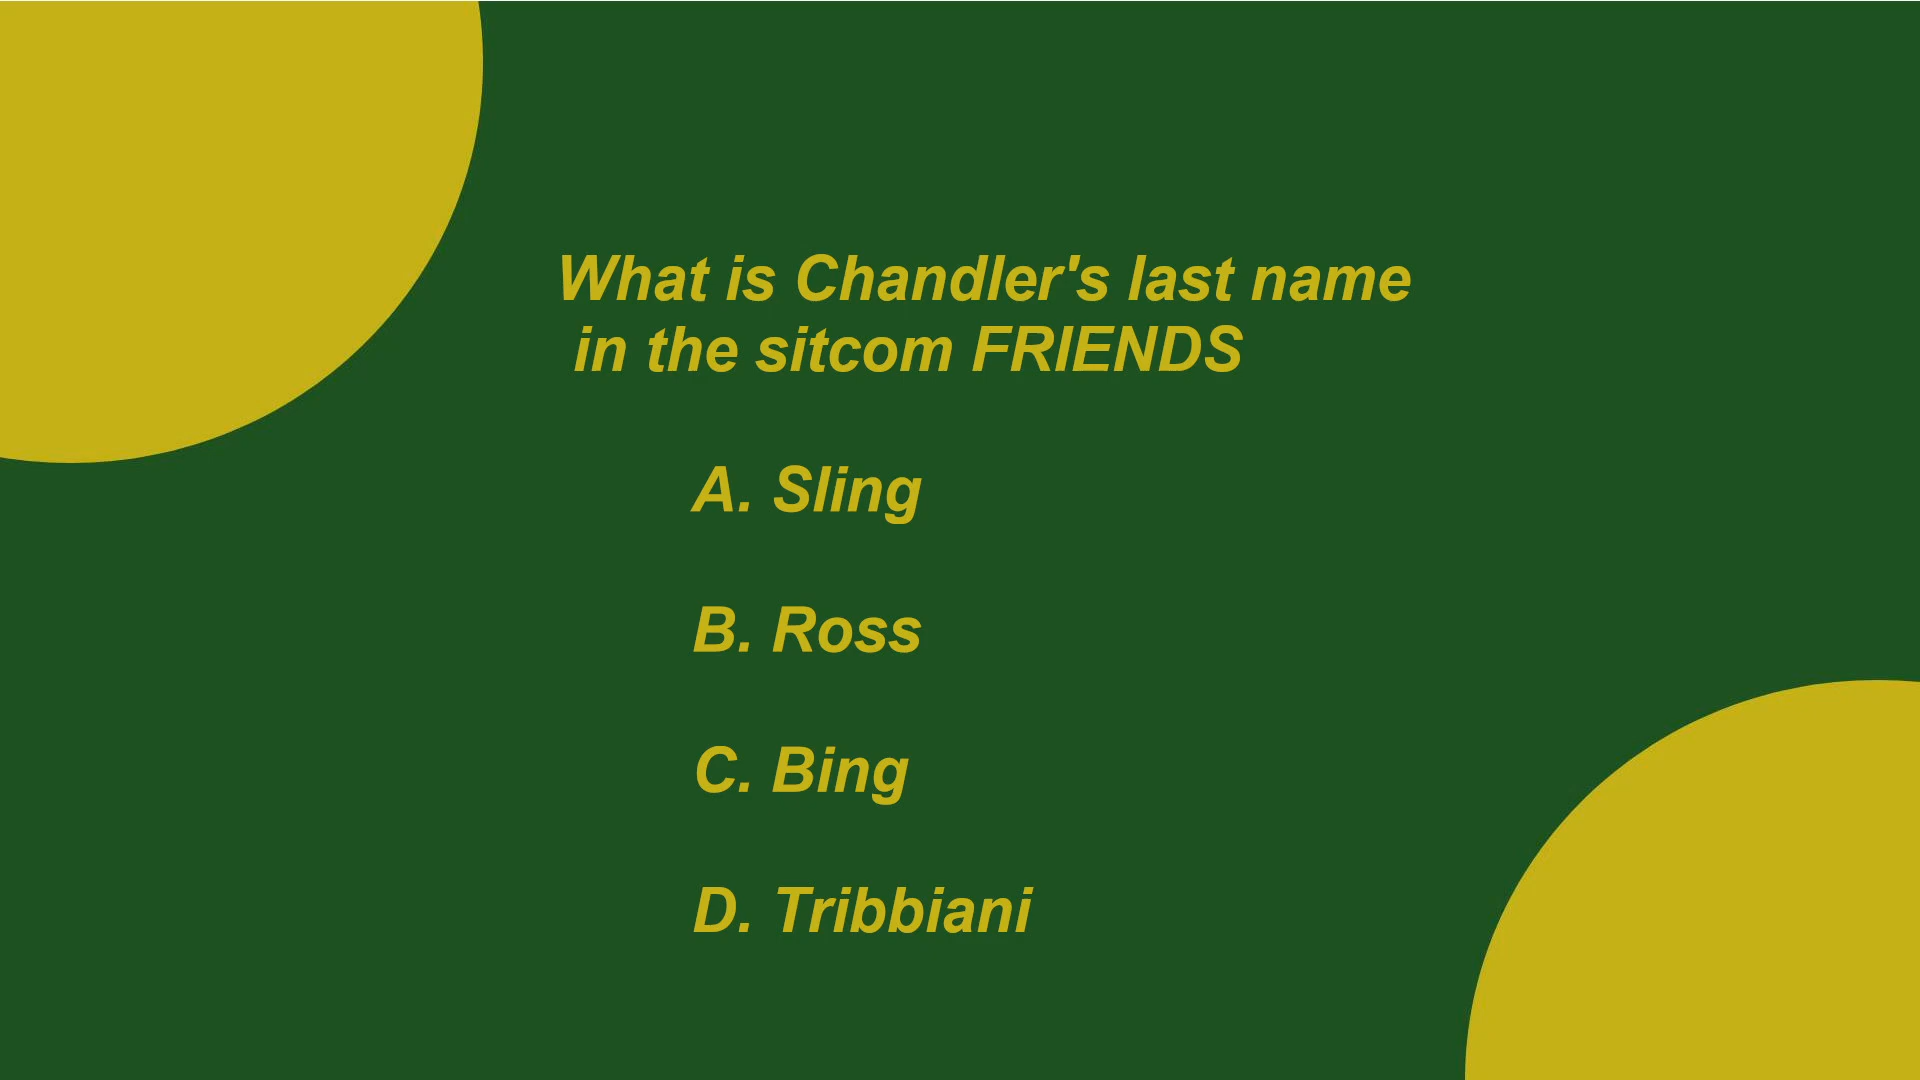 What is Chandler's last name
in the sitcom FRIENDS
A. Sling
B. Ross
C. Bing
D. Tribbiani